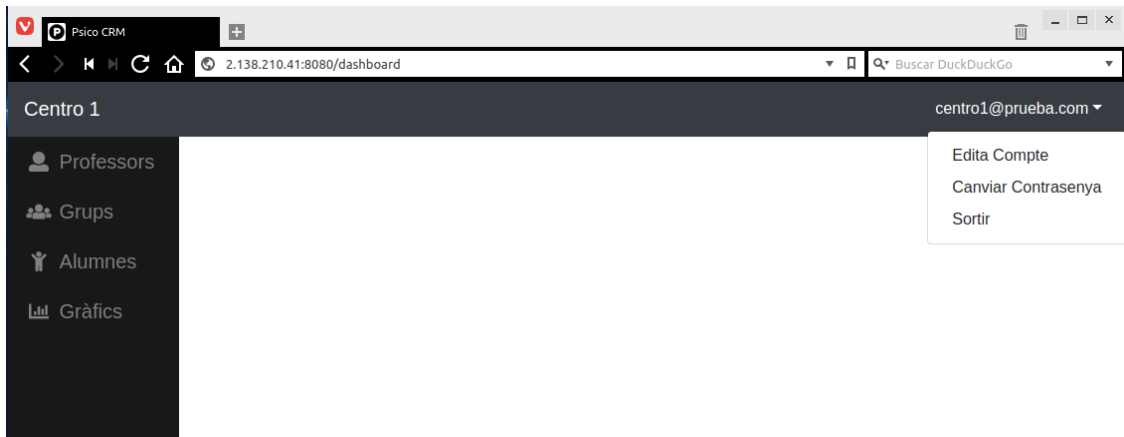 Psico CRM
2.138.210.41:8080/dashboard
Buscar DuckDuckGo
Centro 1
centro1@prueba.com
Professors
Grups
Alumnes
Gràfics
Edita Compte
Canviar Contrasenya
Sortir